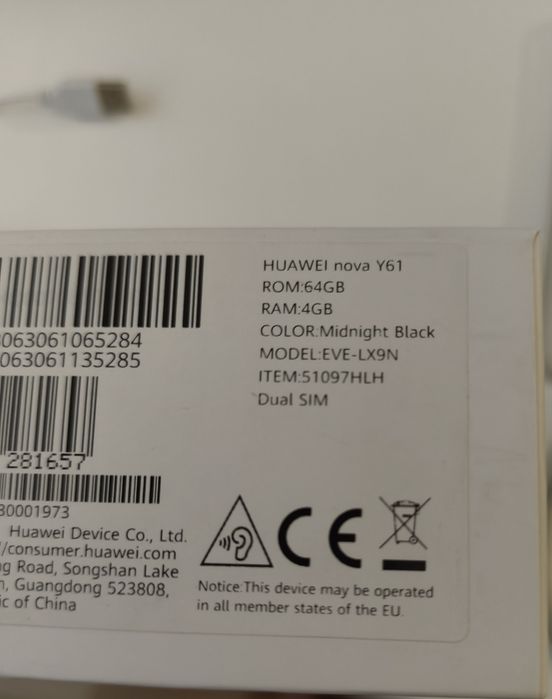 HUAWEI nova Y61
ROM:64GB
RAM:4GB
COLOR:Midnight Black
MODEL:EVE-LX9N
ITEM:51097HLH
Dual SIM
063061065284
063061135285
281657
80001973
Huawei Device Co., Ltd.
//consumer.huawei.com
Road, Songshan Lake
Guangdong 523808,
of China
CE
Notice:This device may be operated
in all member states of the EU.